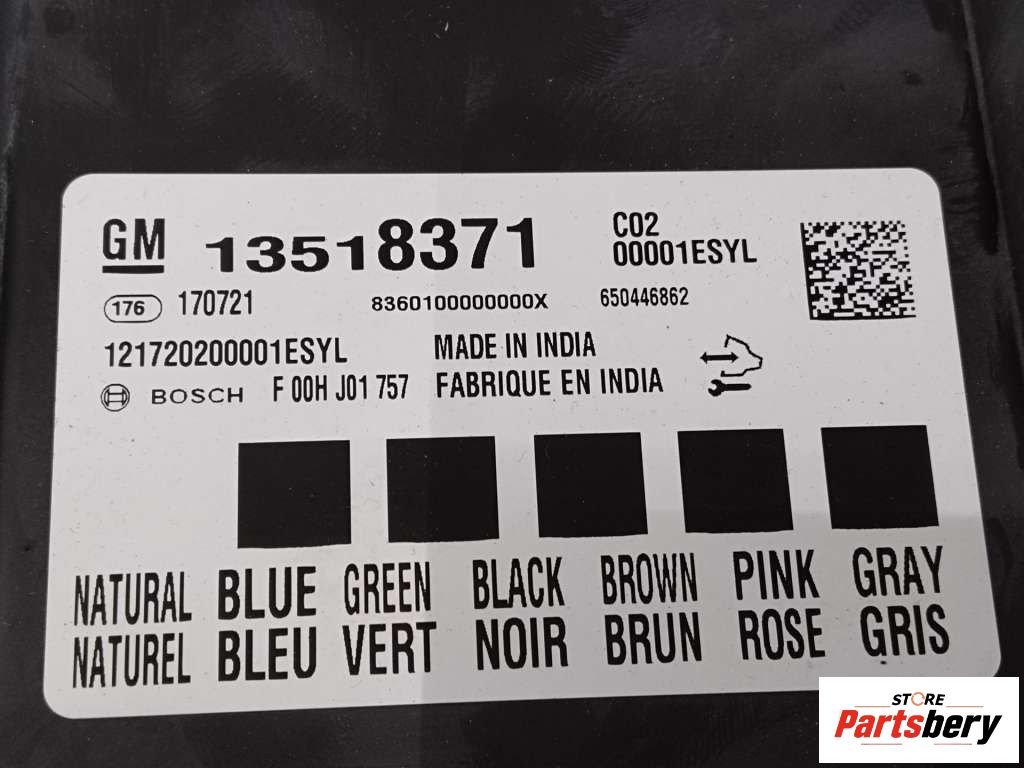 GM 13518371 C02
00001ESYL
176 170721 8360100000000X 650446862
121720200001ESYL MADE IN INDIA
BOSCH F 00H J01 757 FABRIQUE EN INDIA
NATURAL BLUE GREEN BLACK BROWN PINK GRAY
NATUREL BLEU VERT NOIR BRUN ROSE GRIS
STORE
Partsbery